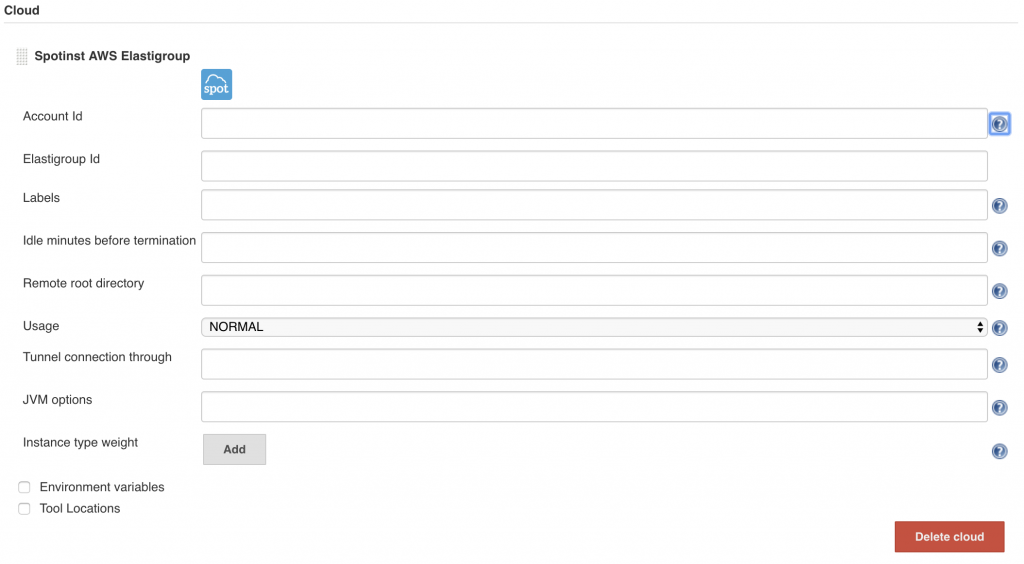 Cloud
Spotinst AWS Elastigroup
spot
Account Id
?
Elastigroup Id
Labels
?
Idle minutes before termination
?
Remote root directory
?
Usage
NORMAL
?
Tunnel connection through
?
JVM options
?
Instance type weight
Add
?
Environment variables
Tool Locations
Delete cloud